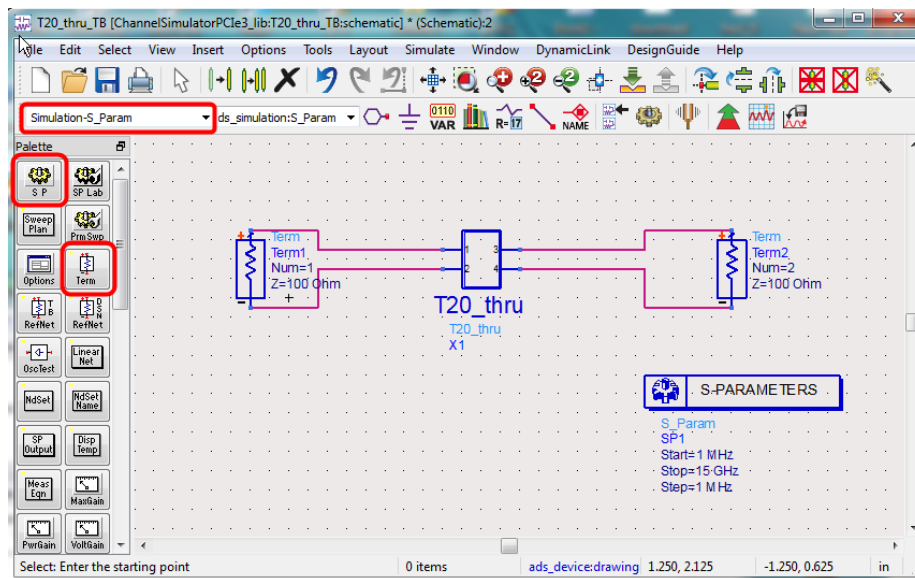 T20_thru_TB [ChannelSimulatorPCIe3_lib:T20_thru_TB:schematic] * (Schematic):2
File Edit Select View Insert Options Tools Layout Simulate Window DynamicLink DesignGuide Help
Simulation-S_Param
ds_simulation:S_Param
0110
VAR
R=17
NAME
Palette
S P
SP Lab
Sweep
Plan
Prm Swp
Options
Term
T
B
RefNet
D
S
N
RefNet
OscTest
Linear
Net
NdSet
NdSet
Name
SP
Output
Disp
Temp
Meas
Eqn
MaxGain
PwrGain
VoltGain
+
-
Term
Term1
Num=1
Z=100 Ohm
1
2
3
4
T20_thru
T20_thru
X1
+
-
Term
Term2
Num=2
Z=100 Ohm
S-PARAMETERS
S_Param
SP1
Start=1 MHz
Stop=15 GHz
Step=1 MHz
Select: Enter the starting point
0 items
ads_device:drawing
1.250, 2.125
-1.250, 0.625
in